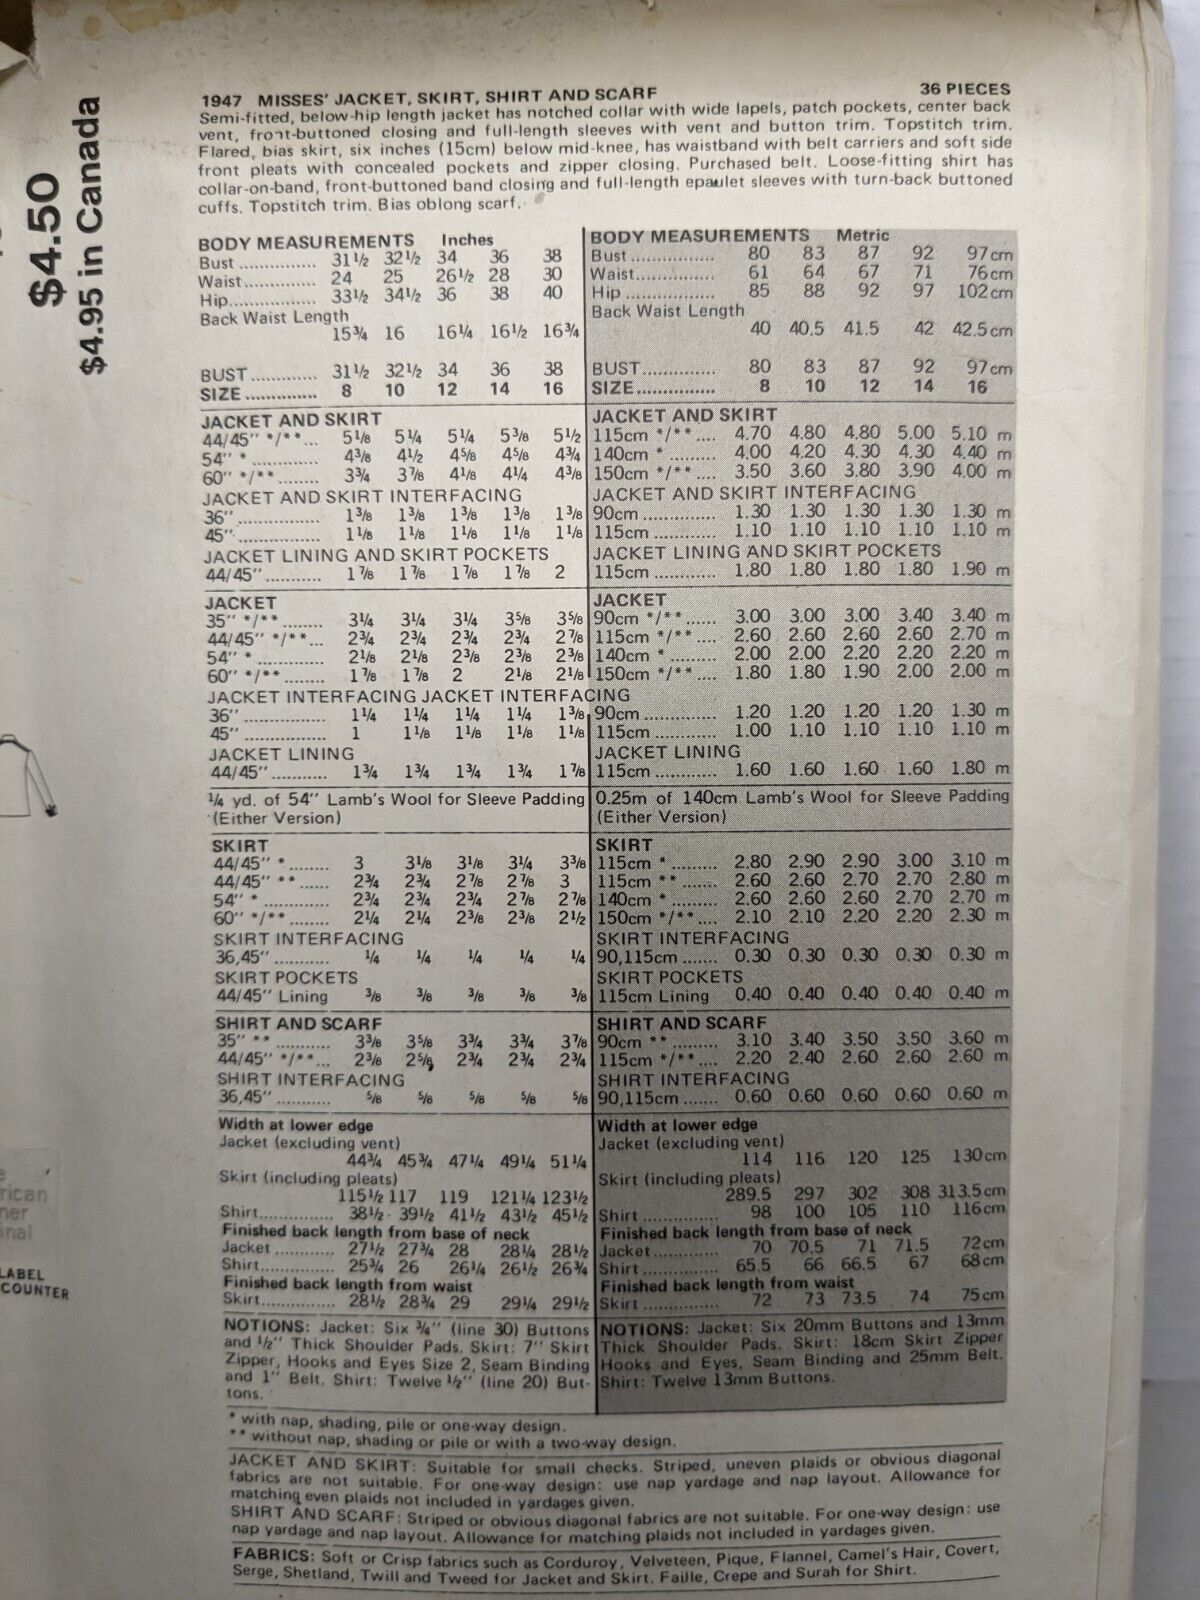 $4.50
$4.95 in Canada
1947 MISSES' JACKET, SKIRT, SHIRT AND SCARF 36 PIECES
Semi-fitted, below-hip length jacket has notched collar with wide lapels, patch pockets, center back
vent, front-buttoned closing and full-length sleeves with vent and button trim. Topstitch trim.
Flared, bias skirt, six inches (15cm) below mid-knee, has waistband with belt carriers and soft side
front pleats with concealed pockets and zipper closing. Purchased belt. Loose-fitting shirt has
collar-on-band, front-buttoned band closing and full-length epaulet sleeves with turn-back buttoned
cuffs. Topstitch trim. Bias oblong scarf.
BODY MEASUREMENTS Inches
Bust ............... 31½ 32½ 34 36 38
Waist............... 24 25 26½ 28 30
Hip.................. 33½ 34½ 36 38 40
Back Waist Length
15¾ 16 16¼ 16½ 16¾
BUST ............. 31½ 32½ 34 36 38
SIZE .............. 8 10 12 14 16
JACKET AND SKIRT
44/45" */**... 5⅛ 5¼ 5¼ 5⅜ 5½
54" * ............ 4⅜ 4½ 4⅝ 4⅝ 4¾
60" */** ........ 3¾ 3⅞ 4⅛ 4¼ 4⅜
JACKET AND SKIRT INTERFACING
36" ............... 1⅜ 1⅜ 1⅜ 1⅜ 1⅜
45" ............... 1⅛ 1⅛ 1⅛ 1⅛ 1⅛
JACKET LINING AND SKIRT POCKETS
44/45" ........... 1⅞ 1⅞ 1⅞ 1⅞ 2
JACKET
35" */** ........ 3¼ 3¼ 3¼ 3⅝ 3⅝
44/45" */**... 2¾ 2¾ 2¾ 2¾ 2⅞
54" * ............ 2⅛ 2⅛ 2⅜ 2⅜ 2⅜
60" */** ........ 1⅞ 1⅞ 2 2⅛ 2⅛
JACKET INTERFACING
36" ............... 1¼ 1¼ 1¼ 1¼ 1⅜
45" ............... 1 1⅛ 1⅛ 1⅛ 1⅛
JACKET LINING
44/45" ........... 1¾ 1¾ 1¾ 1¾ 1⅞
¼ yd. of 54" Lamb's Wool for Sleeve Padding
(Either Version)
SKIRT
44/45" * ........ 3 3⅛ 3⅛ 3¼ 3⅜
44/45" ** ...... 2¾ 2¾ 2⅞ 2⅞ 3
54" * ............ 2¾ 2¾ 2¾ 2⅞ 2⅞
60" */** ........ 2¼ 2¼ 2⅜ 2⅜ 2½
SKIRT INTERFACING
36,45" ........... ¼ ¼ ¼ ¼ ¼
SKIRT POCKETS
44/45" Lining ⅜ ⅜ ⅜ ⅜ ⅜
SHIRT AND SCARF
35" ** ........... 3⅜ 3⅝ 3¾ 3¾ 3⅞
44/45" */** ... 2⅜ 2⅝ 2¾ 2¾ 2¾
SHIRT INTERFACING
36,45" ........... ⅝ ⅝ ⅝ ⅝ ⅝
Width at lower edge
Jacket (excluding vent)
44¾ 45¾ 47¼ 49¼ 51¼
Skirt (including pleats)
115½ 117 119 121¼ 123½
Shirt............... 38½ 39½ 41½ 43½ 45½
Finished back length from base of neck
Jacket ............ 27½ 27¾ 28 28¼ 28½
Shirt............... 25¾ 26 26¼ 26½ 26¾
Finished back length from waist
Skirt............... 28½ 28¾ 29 29¼ 29½
NOTIONS: Jacket: Six ¾" (line 30) Buttons
and ½" Thick Shoulder Pads. Skirt: 7" Skirt
Zipper, Hooks and Eyes Size 2, Seam Binding
and 1" Belt. Shirt: Twelve ½" (line 20) But-
tons.
BODY MEASUREMENTS Metric
Bust ................ 80 83 87 92 97cm
Waist............... 61 64 67 71 76cm
Hip ................. 85 88 92 97 102cm
Back Waist Length
40 40.5 41.5 42 42.5cm
BUST............... 80 83 87 92 97cm
SIZE................ 8 10 12 14 16
JACKET AND SKIRT
115cm */** .... 4.70 4.80 4.80 5.00 5.10 m
140cm * ......... 4.00 4.20 4.30 4.30 4.40 m
150cm */** .... 3.50 3.60 3.80 3.90 4.00 m
JACKET AND SKIRT INTERFACING
90cm .............. 1.30 1.30 1.30 1.30 1.30 m
115cm ............ 1.10 1.10 1.10 1.10 1.10 m
JACKET LINING AND SKIRT POCKETS
115cm ............ 1.80 1.80 1.80 1.80 1.90 m
JACKET
90cm */** ...... 3.00 3.00 3.00 3.40 3.40 m
115cm */** .... 2.60 2.60 2.60 2.60 2.70 m
140cm * ......... 2.00 2.00 2.20 2.20 2.20 m
150cm */** .... 1.80 1.80 1.90 2.00 2.00 m
JACKET INTERFACING
90cm .............. 1.20 1.20 1.20 1.20 1.30 m
115cm ............ 1.00 1.10 1.10 1.10 1.10 m
JACKET LINING
115cm ............ 1.60 1.60 1.60 1.60 1.80 m
0.25m of 140cm Lamb's Wool for Sleeve Padding
(Either Version)
SKIRT
115cm * ......... 2.80 2.90 2.90 3.00 3.10 m
115cm ** ....... 2.60 2.60 2.70 2.70 2.80 m
140cm * ......... 2.60 2.60 2.60 2.70 2.70 m
150cm */** .... 2.10 2.10 2.20 2.20 2.30 m
SKIRT INTERFACING
90,115cm ....... 0.30 0.30 0.30 0.30 0.30 m
SKIRT POCKETS
115cm Lining 0.40 0.40 0.40 0.40 0.40 m
SHIRT AND SCARF
90cm ** ......... 3.10 3.40 3.50 3.50 3.60 m
115cm */** .... 2.20 2.40 2.60 2.60 2.60 m
SHIRT INTERFACING
90,115cm ....... 0.60 0.60 0.60 0.60 0.60 m
Width at lower edge
Jacket (excluding vent)
114 116 120 125 130cm
Skirt (including pleats)
289.5 297 302 308 313.5cm
Shirt ............... 98 100 105 110 116cm
Finished back length from base of neck
Jacket ............. 70 70.5 71 71.5 72cm
Shirt ............... 65.5 66 66.5 67 68cm
Finished back length from waist
Skirt ............... 72 73 73.5 74 75cm
NOTIONS: Jacket: Six 20mm Buttons and 13mm
Thick Shoulder Pads. Skirt: 18cm Skirt Zipper
Hooks and Eyes, Seam Binding and 25mm Belt.
Shirt: Twelve 13mm Buttons.
* with nap, shading, pile or one-way design.
** without nap, shading or pile or with a two-way design.
JACKET AND SKIRT: Suitable for small checks. Striped, uneven plaids or obvious diagonal
fabrics are not suitable. For one-way design: use nap yardage and nap layout. Allowance for
matching even plaids not included in yardages given.
SHIRT AND SCARF: Striped or obvious diagonal fabrics are not suitable. For one-way design: use
nap yardage and nap layout. Allowance for matching plaids not included in yardages given.
FABRICS: Soft or Crisp fabrics such as Corduroy, Velveteen, Pique, Flannel, Camel's Hair, Covert,
Serge, Shetland, Twill and Tweed for Jacket and Skirt. Faille, Crepe and Surah for Shirt.
LABEL
COUNTER